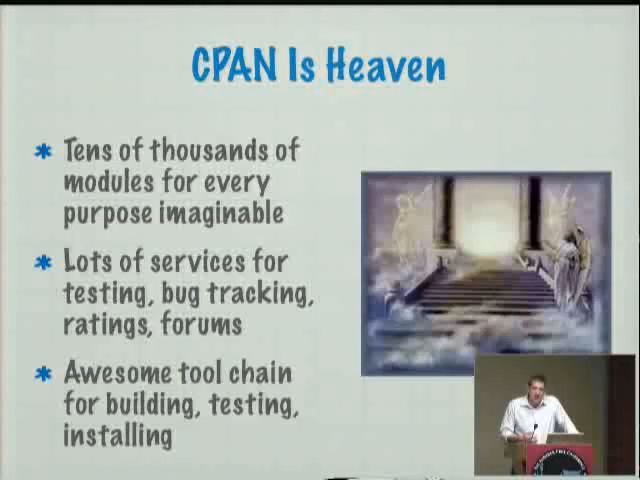 CPAN Is Heaven
Tens of thousands of
modules for every
purpose imaginable
Lots of services for
testing, bug tracking,
ratings, forums
Awesome tool chain
for building, testing,
installing